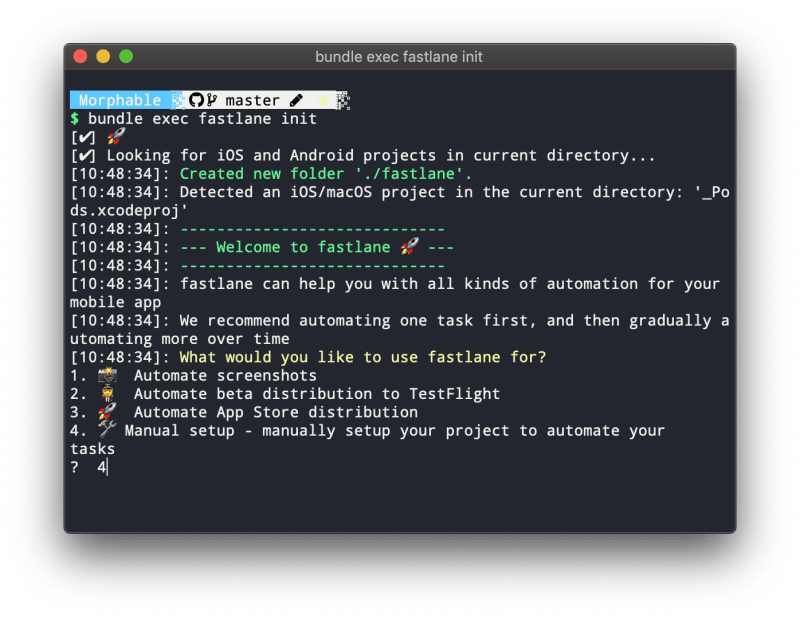 bundle exec fastlane init
Morphable master
$ bundle exec fastlane init
[✔] 🚀
[✔] Looking for iOS and Android projects in current directory...
[10:48:34]: Created new folder './fastlane'.
[10:48:34]: Detected an iOS/macOS project in the current directory: '_Po
ds.xcodeproj'
[10:48:34]: -----------------------------
[10:48:34]: --- Welcome to fastlane 🚀 ---
[10:48:34]: -----------------------------
[10:48:34]: fastlane can help you with all kinds of automation for your
mobile app
[10:48:34]: We recommend automating one task first, and then gradually a
utomating more over time
[10:48:34]: What would you like to use fastlane for?
1. 📸  Automate screenshots
2. 👩‍✈️  Automate beta distribution to TestFlight
3. 🚀  Automate App Store distribution
4. 🛠 Manual setup - manually setup your project to automate your
tasks
?  4